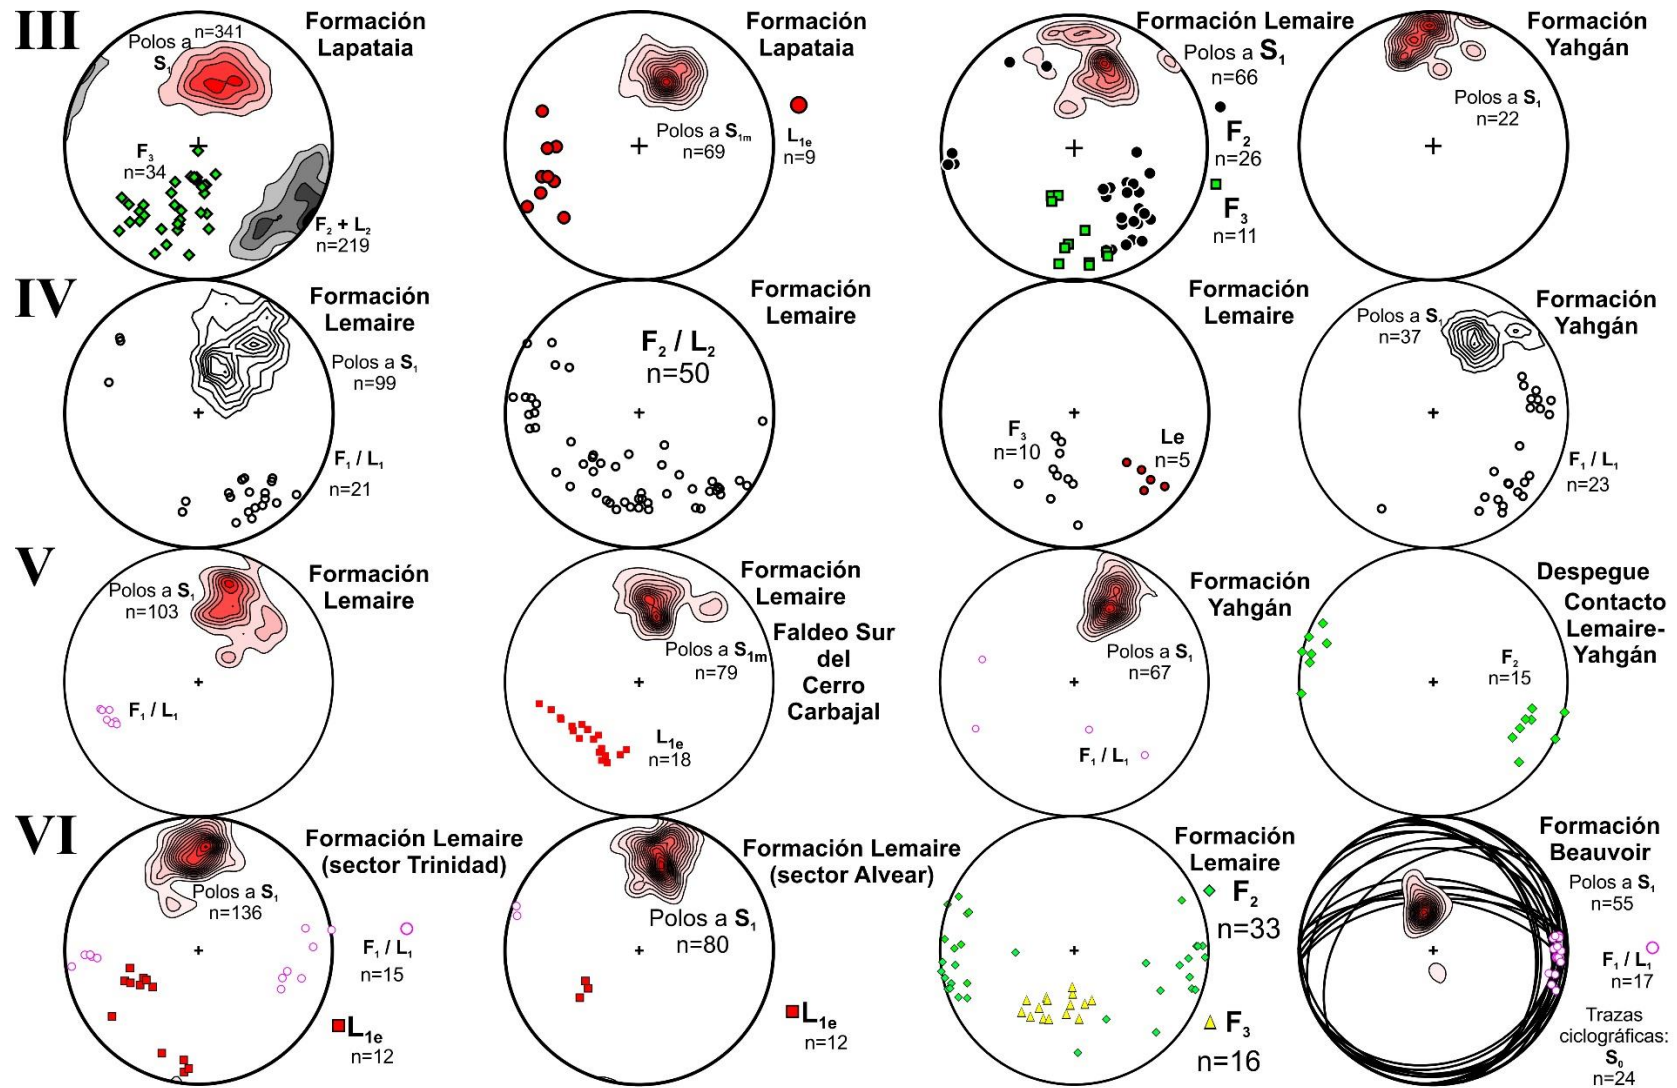 III
Polos a
n=341
S1
Formación
Lapataia
F3
n=34
F2 + L2
n=219
Formación
Lapataia
Polos a S1m
n=69
L1e
n=9
Formación Lemaire
Polos a S1
n=66
F2
n=26
F3
n=11
Formación
Yahgán
Polos a S1
n=22
IV
Formación
Lemaire
Polos a S1
n=99
F1 / L1
n=21
Formación
Lemaire
F2 / L2
n=50
Formación
Lemaire
F3
n=10
Le
n=5
Formación
Yahgán
Polos a S1
n=37
F1 / L1
n=23
V
Formación
Lemaire
Polos a S1
n=103
F1 / L1
Formación
Lemaire
Faldeo Sur
del
Cerro
Carbajal
Polos a S1m
n=79
L1e
n=18
Formación
Yahgán
Polos a S1
n=67
F1 / L1
Despegue
Contacto
Lemaire-
Yahgán
F2
n=15
VI
Formación Lemaire
(sector Trinidad)
Polos a S1
n=136
F1 / L1
n=15
L1e
n=12
Formación Lemaire
(sector Alvear)
Polos a S1
n=80
L1e
n=12
Formación
Lemaire
F2
n=33
F3
n=16
Formación
Beauvoir
Polos a S1
n=55
F1 / L1
n=17
Trazas
ciclográficas:
S0
n=24